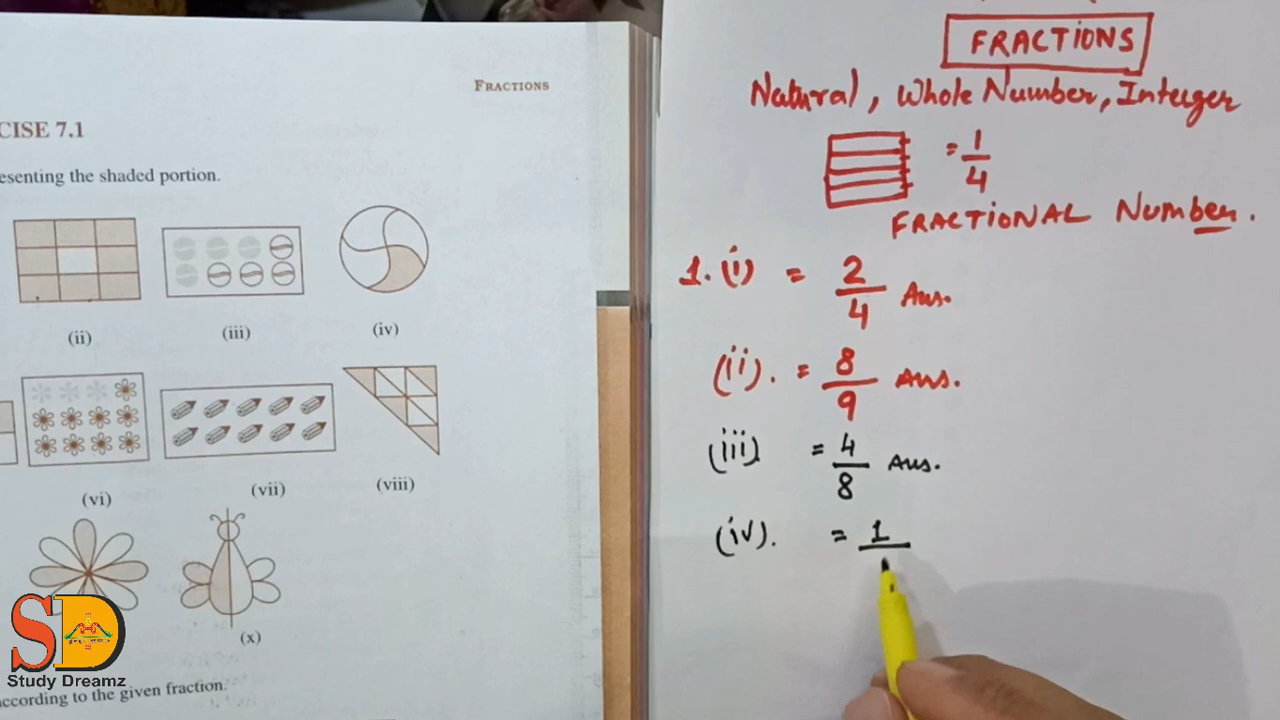 FRACTIONS
CISE 7.1
esenting the shaded portion.
(ii)
(iii)
(iv)
(vi)
(vii)
(viii)
(x)
according to the given fraction.
SD
Study Dreamz
FRACTIONS
Natural, Whole Number, Interger
= 1/4
FRACTIONAL Number.
1. (i) = 2/4 Ans.
(ii). = 8/9 Ans.
(iii) = 4/8 Ans.
(iv). = 1